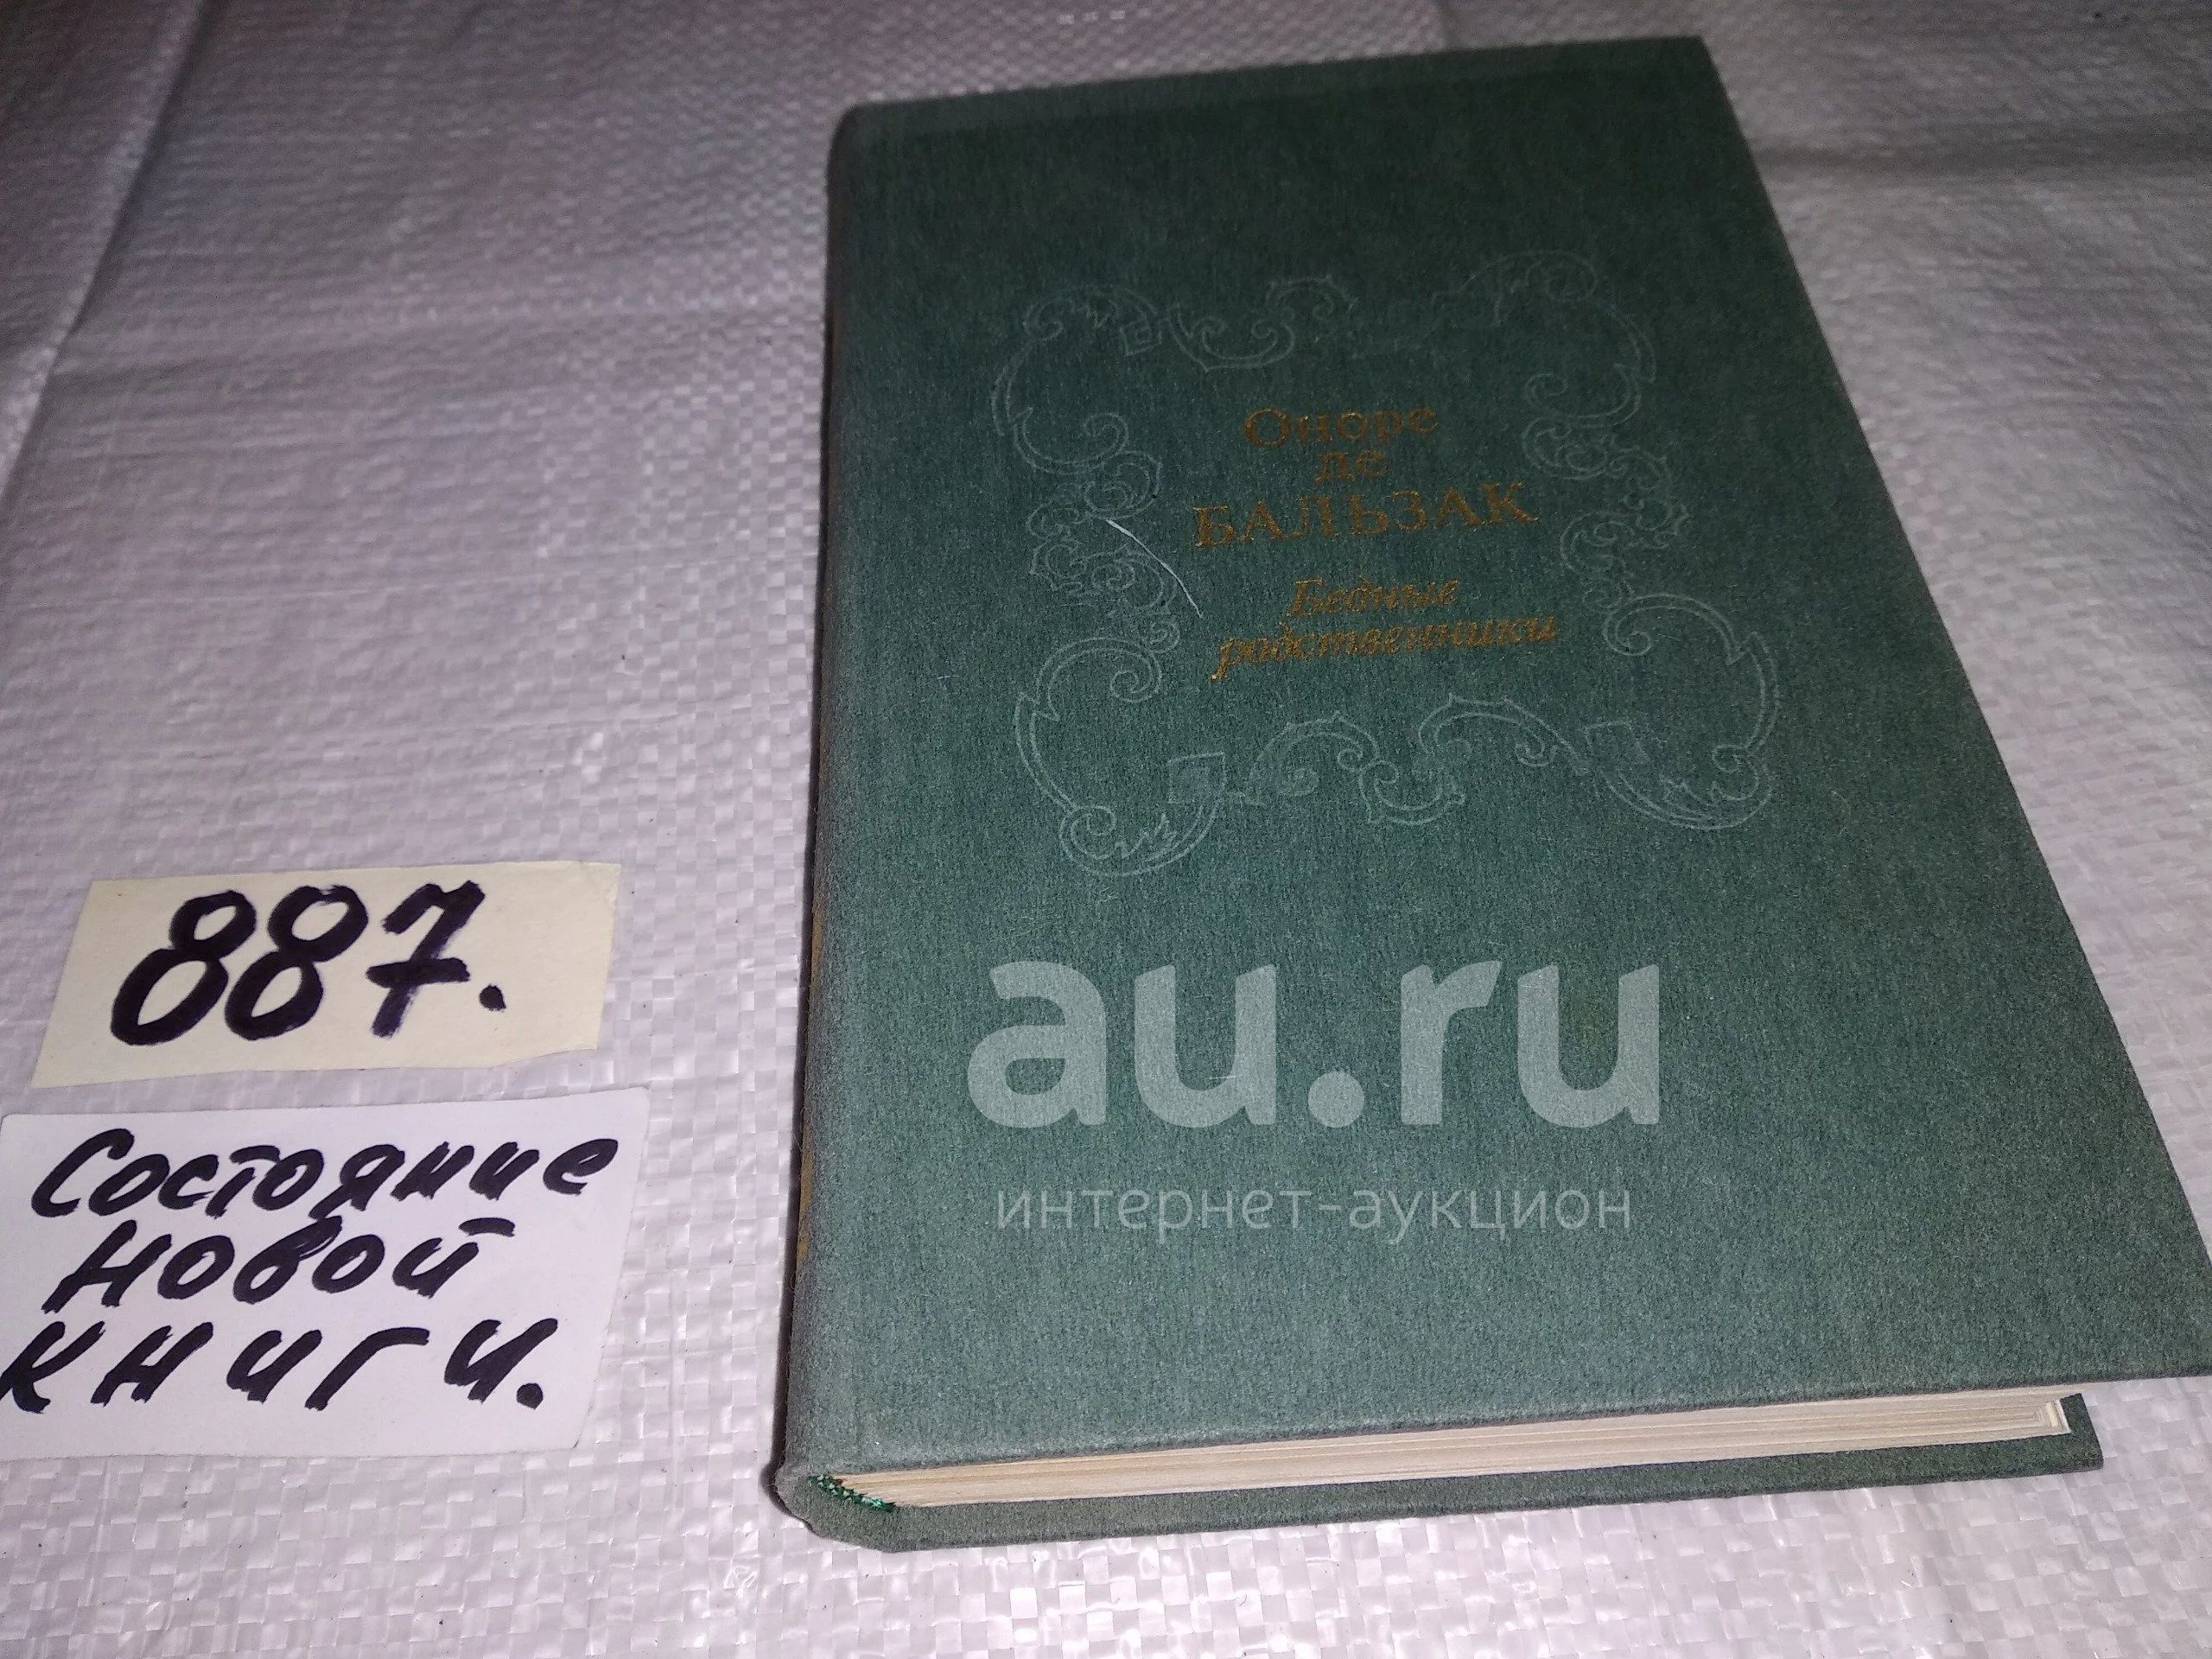 Оноре
де
БАЛЬЗАК
Бедные
родственники
887.
Состояние
новой
книги.
au.ru
интернет-аукцион